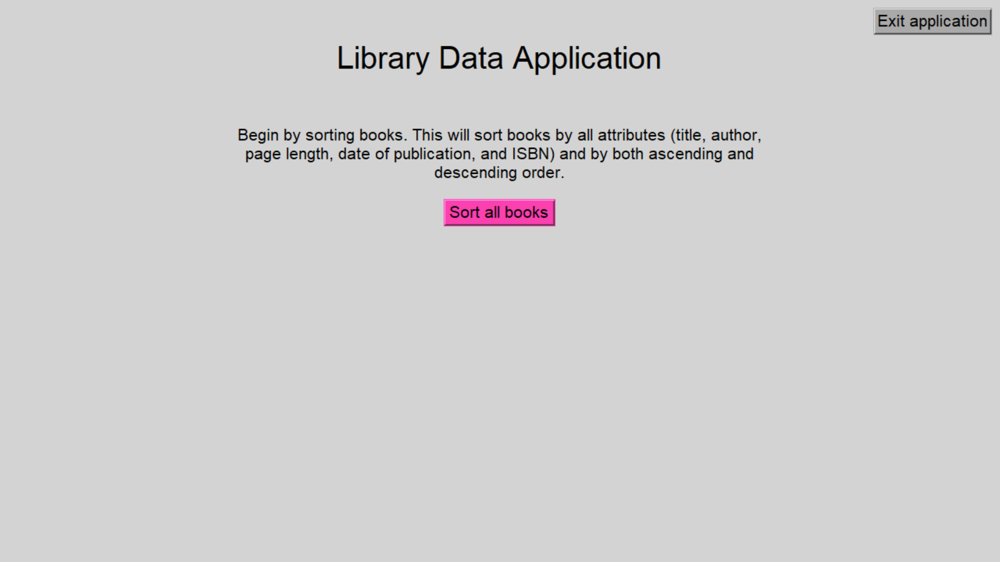 Exit application
Library Data Application
Begin by sorting books. This will sort books by all attributes (title, author,
page length, date of publication, and ISBN) and by both ascending and
descending order.
Sort all books